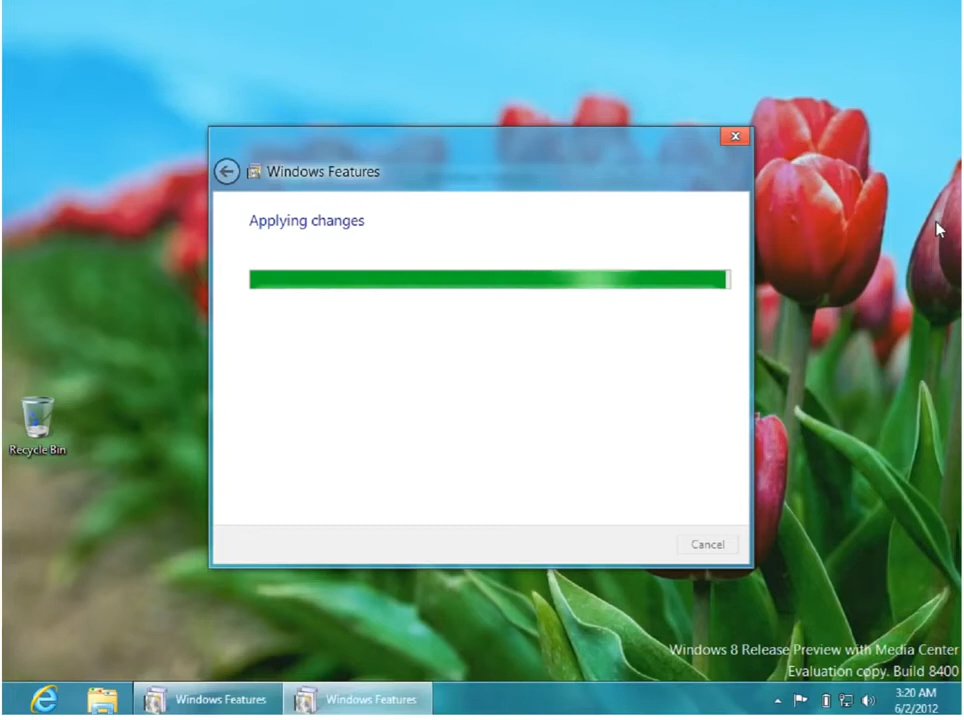 Windows Features
Applying changes
Recycle Bin
Cancel
Windows 8 Release Preview with Media Center
Evaluation copy. Build 8400
Windows Features
Windows Features
3:20 AM
6/2/2012